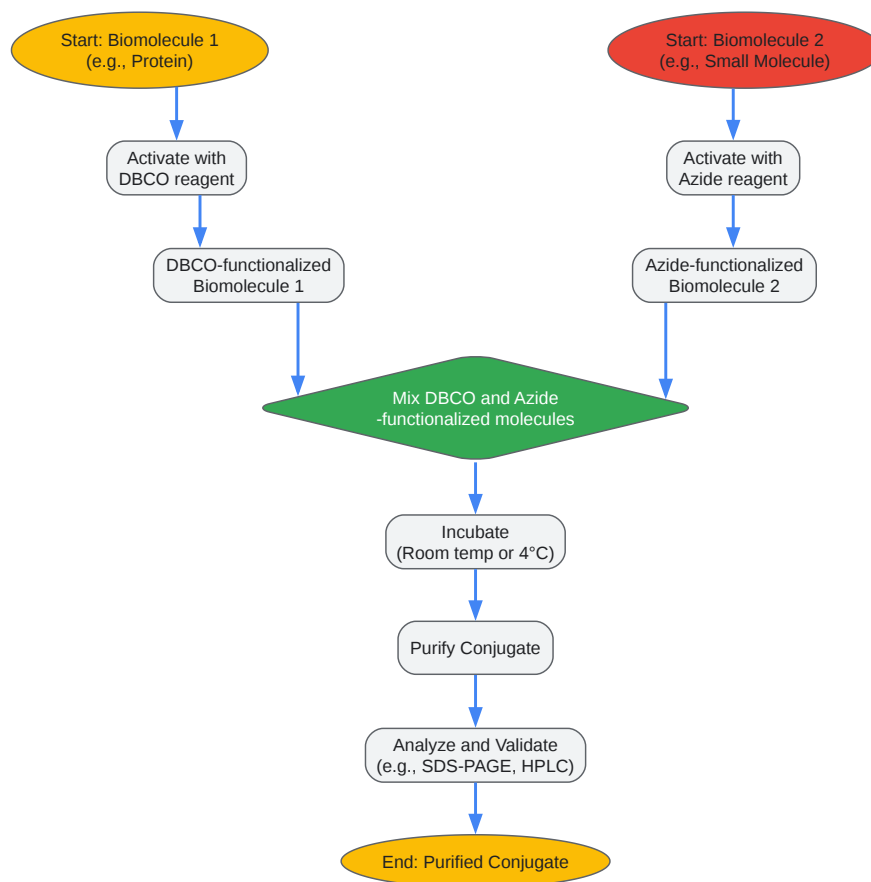 Start: Biomolecule 1
(e.g., Protein)
Start: Biomolecule 2
(e.g., Small Molecule)
Activate with
DBCO reagent
Activate with
Azide reagent
DBCO-functionalized
Biomolecule 1
Azide-functionalized
Biomolecule 2
Mix DBCO and Azide
-functionalized molecules
Incubate
(Room temp or 4°C)
Purify Conjugate
Analyze and Validate
(e.g., SDS-PAGE, HPLC)
End: Purified Conjugate